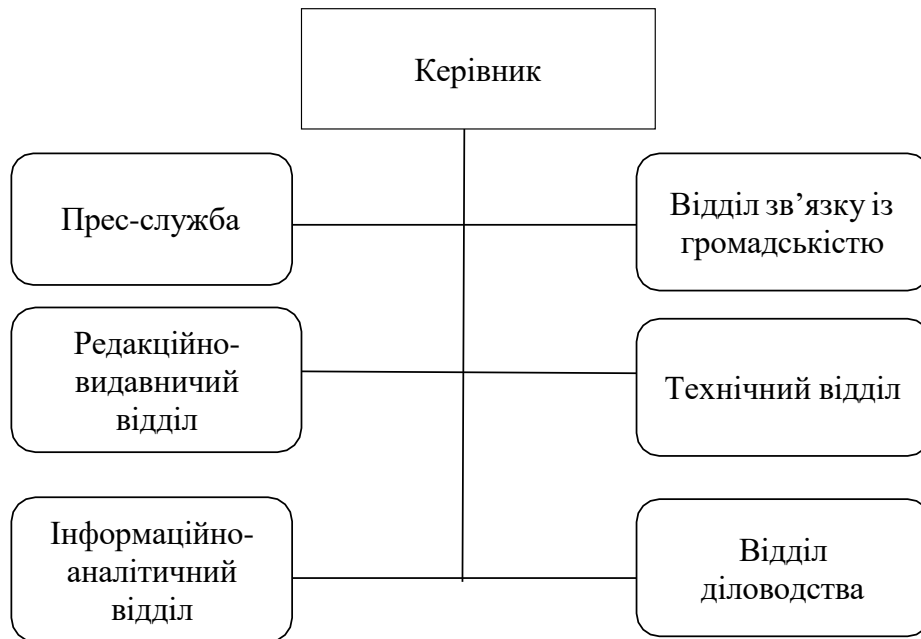 Керівник
Прес-служба
Відділ зв’язку із
громадськістю
Редакційно-
видавничий
відділ
Технічний відділ
Інформаційно-
аналітичний
відділ
Відділ
діловодства